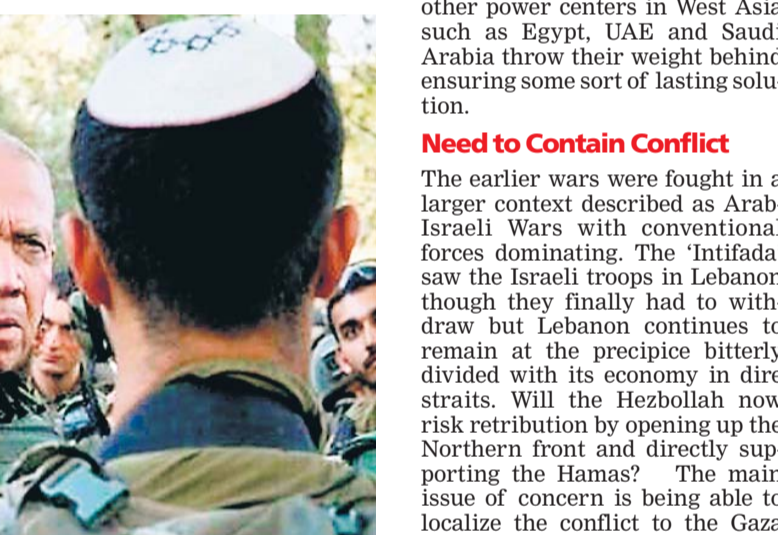 other power centers in West Asia
such as Egypt, UAE and Saudi
Arabia throw their weight behind
ensuring some sort of lasting solu-
tion.
Need to Contain Conflict
The earlier wars were fought in a
larger context described as Arab-
Israeli Wars with conventional
forces dominating. The ‘Intifada’
saw the Israeli troops in Lebanon
though they finally had to with-
draw but Lebanon continues to
remain at the precipice bitterly
divided with its economy in dire
straits. Will the Hezbollah now
risk retribution by opening up the
Northern front and directly sup-
porting the Hamas? The main
issue of concern is being able to
localize the conflict to the Gaza